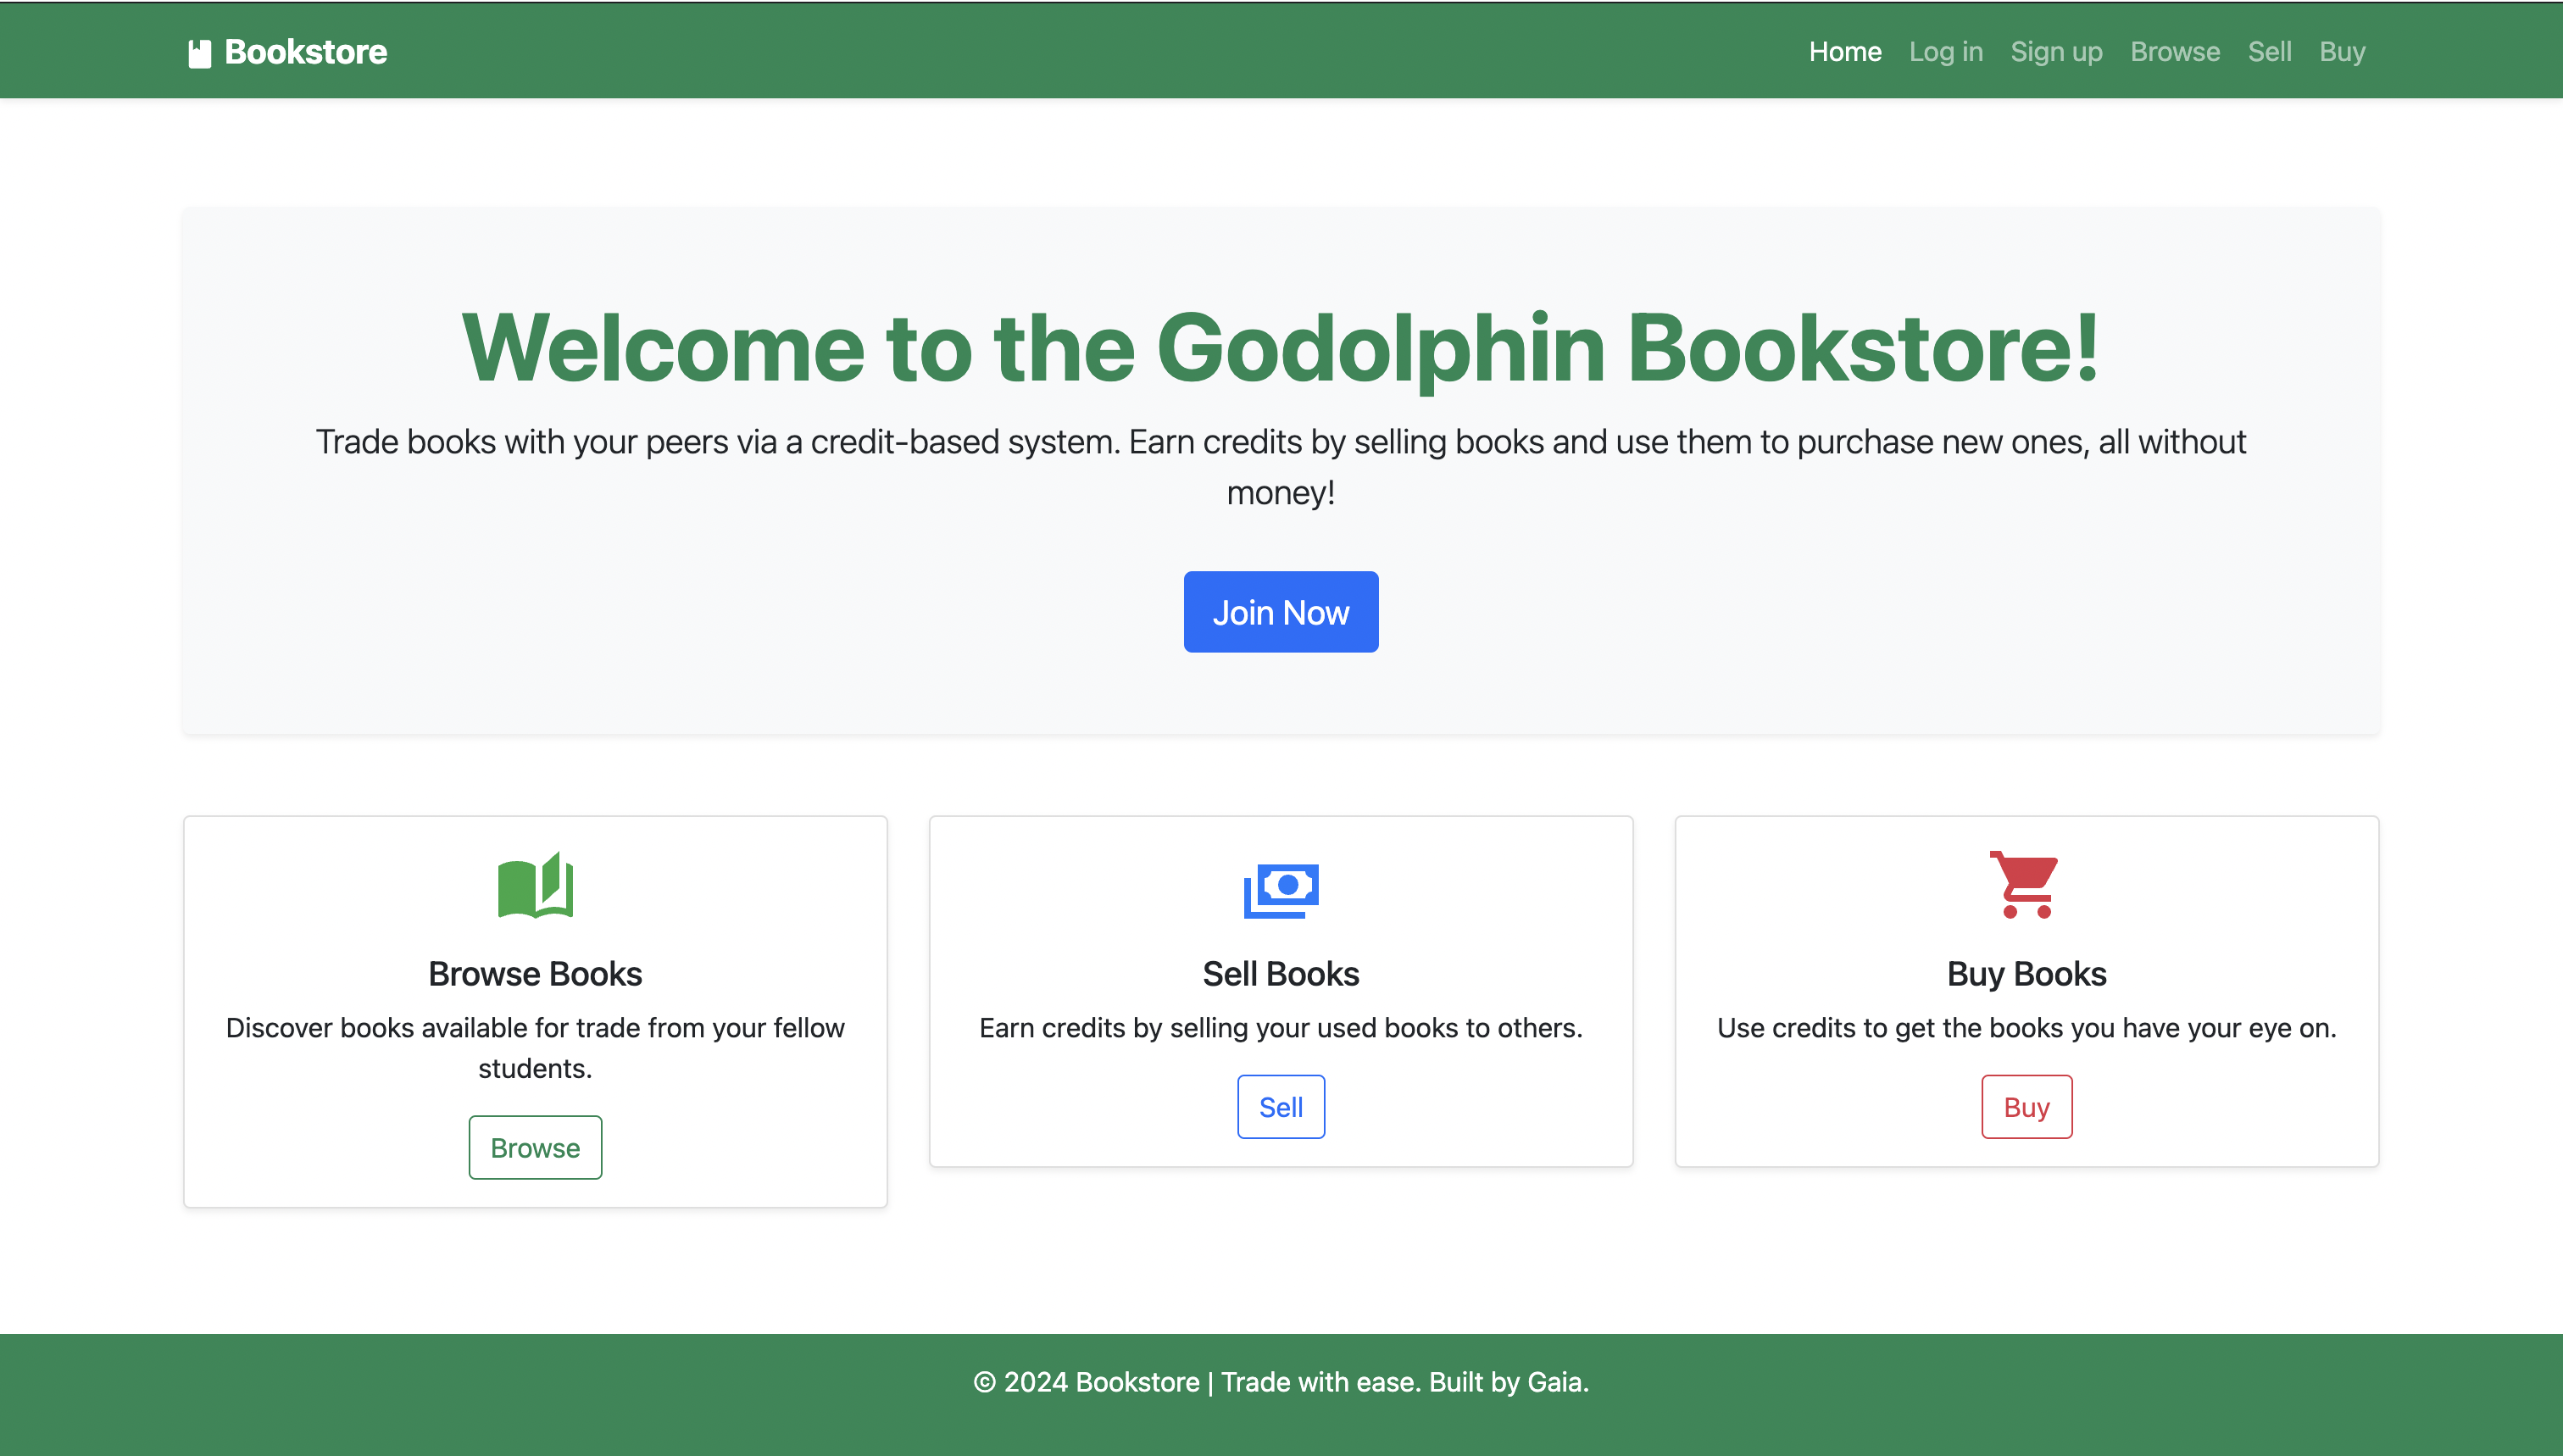 Bookstore
Home Log in Sign up Browse Sell Buy
Welcome to the Godolphin Bookstore!
Trade books with your peers via a credit-based system. Earn credits by selling books and use them to purchase new ones, all without
money!
Join Now
Browse Books
Discover books available for trade from your fellow
students.
Browse
Sell Books
Earn credits by selling your used books to others.
Sell
Buy Books
Use credits to get the books you have your eye on.
Buy
© 2024 Bookstore | Trade with ease. Built by Gaia.